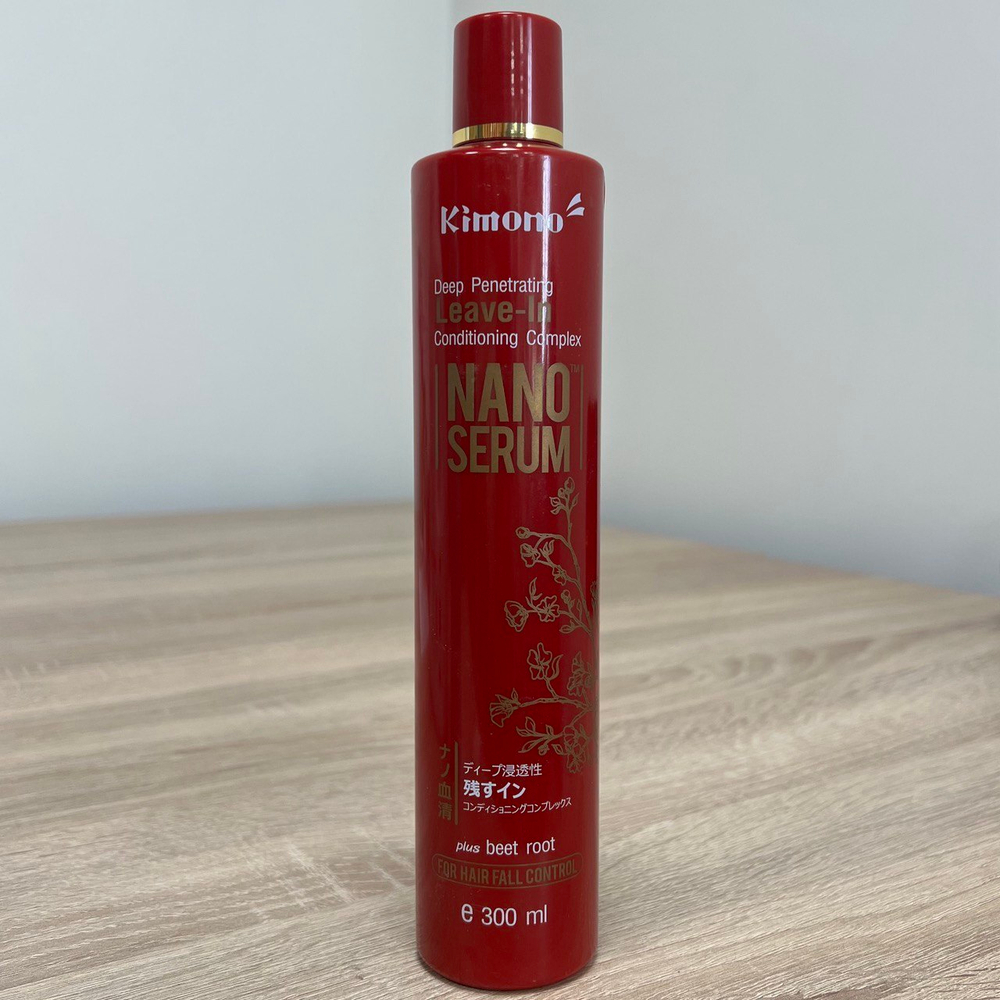 Kimono
Deep Penetrating
Leave-In
Conditioning Complex
NANO™
SERUM
ナノ血清
ディープ浸透性
残すイン
コンディショニングコンプレックス
plus beet root
FOR HAIR FALL CONTROL
e 300 ml